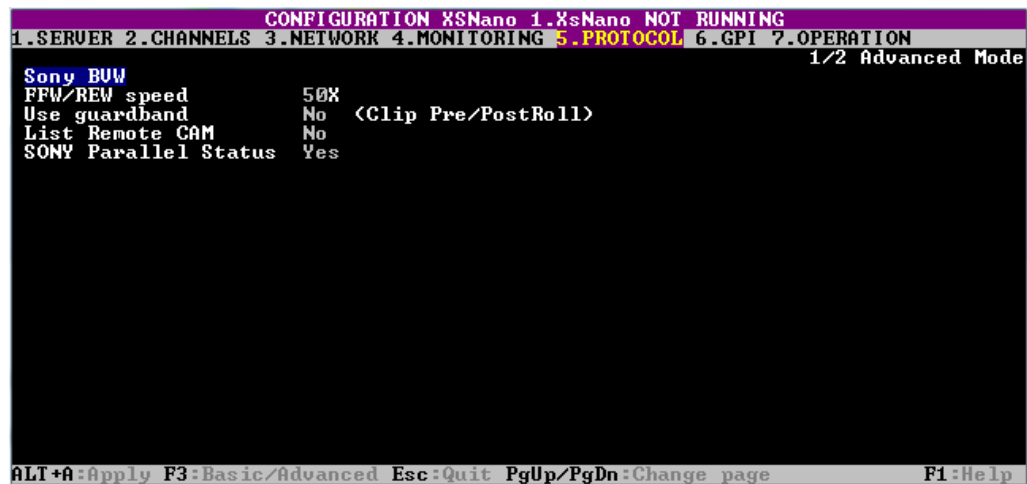 CONFIGURATION XSNano 1.XsNano NOT RUNNING
1.SERVER 2.CHANNELS 3.NETWORK 4.MONITORING 5.PROTOCOL 6.GPI 7.OPERATION
1/2 Advanced Mode
Sony BVW
FFW/REW speed 50X
Use guardband No (Clip Pre/PostRoll)
List Remote CAM No
SONY Parallel Status Yes
ALT+A:Apply F3:Basic/Advanced Esc:Quit PgUp/PgDn:Change page F1:Help